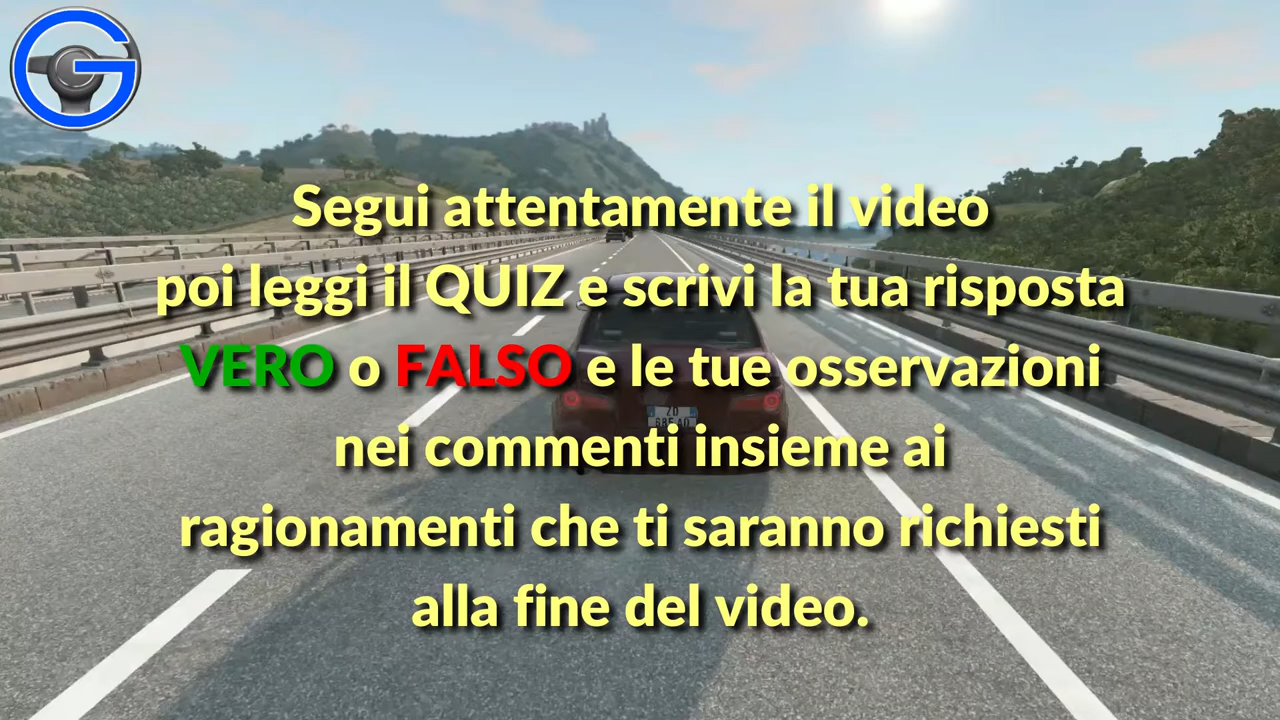 Segui attentamente il video
poi leggi il QUIZ e scrivi la tua risposta
VERO o FALSO e le tue osservazioni
nei commenti insieme ai
ragionamenti che ti saranno richiesti
alla fine del video.